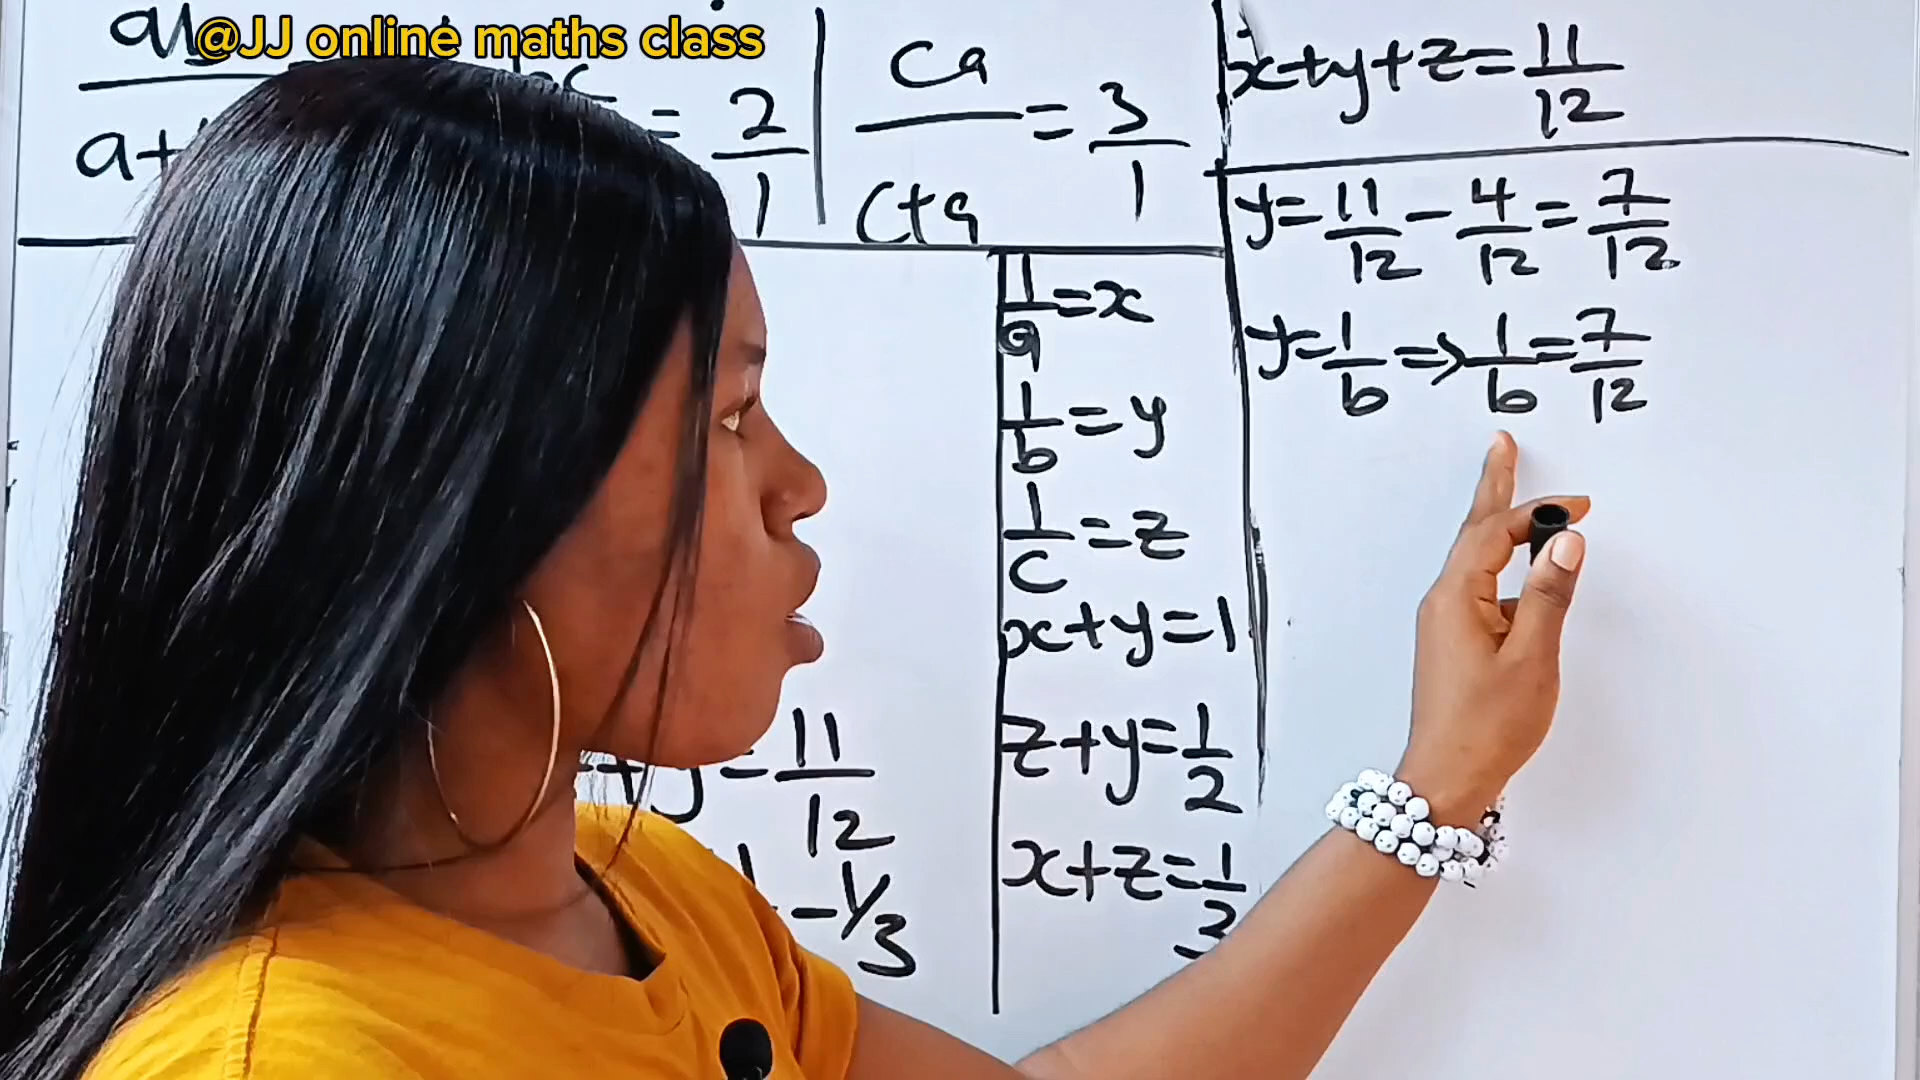 @JJ online maths class
= 2/1
ca/c+a = 3/1
1/a = x
1/b = y
1/c = z
x+y=1
z+y=1/2
x+z=1/3
+y=11/12
-1/3
x+y+z=11/12
y=11/12-4/12=7/12
y=1/b⇒1/b=7/12